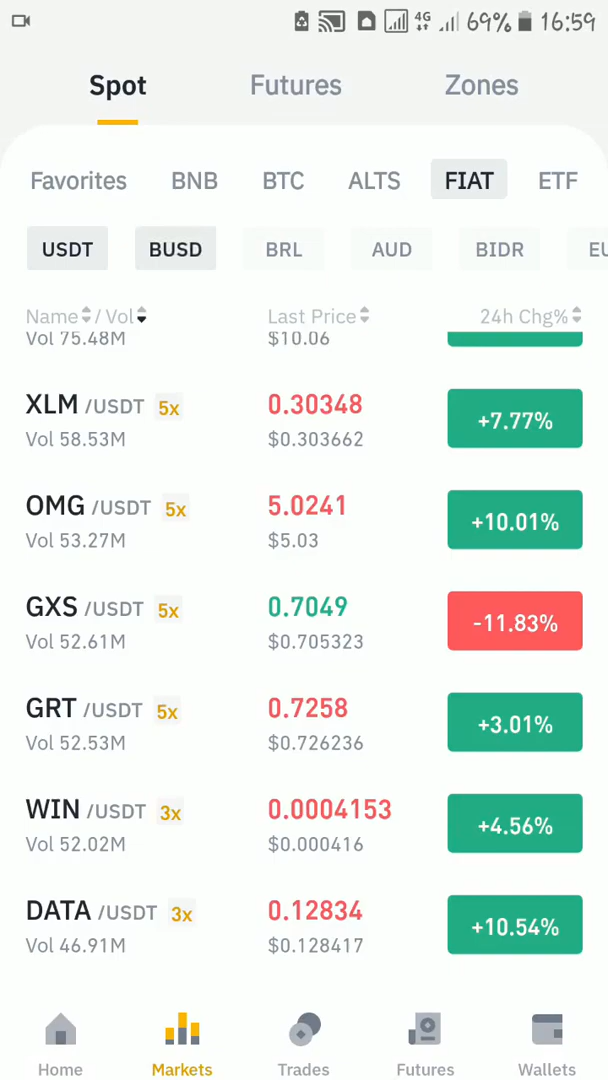 4G 69% 16:59
Spot Futures Zones
Favorites BNB BTC ALTS FIAT ETF
USDT BUSD BRL AUD BIDR EU
Name / Vol Last Price 24h Chg%
Vol 75.48M $10.06
XLM /USDT 5x 0.30348 +7.77%
Vol 58.53M $0.303662
OMG /USDT 5x 5.0241 +10.01%
Vol 53.27M $5.03
GXS /USDT 5x 0.7049 -11.83%
Vol 52.61M $0.705323
GRT /USDT 5x 0.7258 +3.01%
Vol 52.53M $0.726236
WIN /USDT 3x 0.0004153 +4.56%
Vol 52.02M $0.000416
DATA /USDT 3x 0.12834 +10.54%
Vol 46.91M $0.128417
Home Markets Trades Futures Wallets